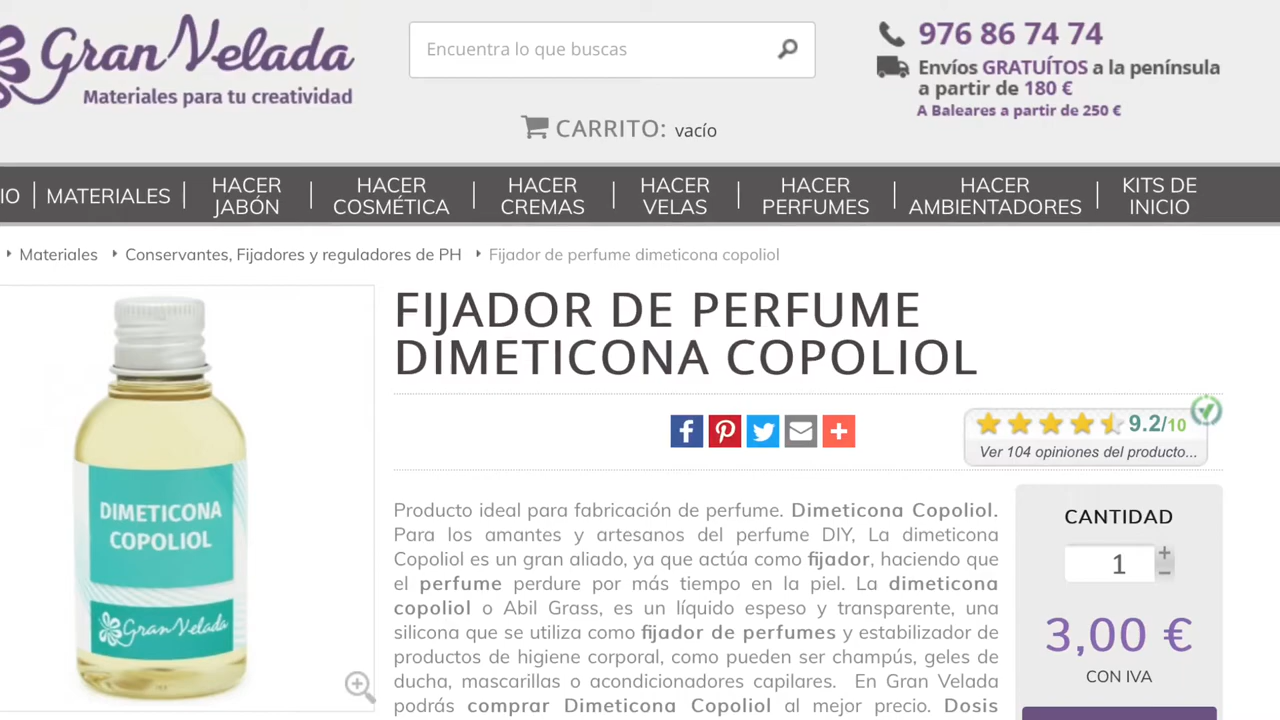 Gran Velada
Materiales para tu creatividad
Encuentra lo que buscas
CARRITO: vacío
976 86 74 74
Envíos GRATUÍTOS a la península
a partir de 180 €
A Baleares a partir de 250 €
IO
MATERIALES
HACER
JABÓN
HACER
COSMÉTICA
HACER
CREMAS
HACER
VELAS
HACER
PERFUMES
HACER
AMBIENTADORES
KITS DE
INICIO
Materiales
Conservantes, Fijadores y reguladores de PH
Fijador de perfume dimeticona copoliol
DIMETICONA
COPOLIOL
Gran Velada
FIJADOR DE PERFUME
DIMETICONA COPOLIOL
9.2/10
Ver 104 opiniones del producto...
Producto ideal para fabricación de perfume. Dimeticona Copoliol.
Para los amantes y artesanos del perfume DIY, La dimeticona
Copoliol es un gran aliado, ya que actúa como fijador, haciendo que
el perfume perdure por más tiempo en la piel. La dimeticona
copoliol o Abil Grass, es un líquido espeso y transparente, una
silicona que se utiliza como fijador de perfumes y estabilizador de
productos de higiene corporal, como pueden ser champús, geles de
ducha, mascarillas o acondicionadores capilares. En Gran Velada
podrás comprar Dimeticona Copoliol al mejor precio. Dosis
CANTIDAD
1
3,00 €
CON IVA